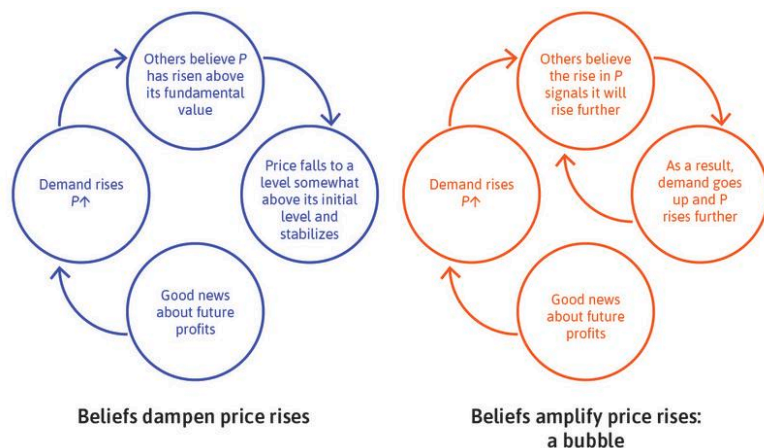 Others believe P
has risen above
its fundamental
value
Demand rises
P↑
Price falls to a
level somewhat
above its initial
level and
stabilizes
Good news
about future
profits
Beliefs dampen price rises
Others believe
the rise in P
signals it will
rise further
Demand rises
P↑
As a result,
demand goes
up and P
rises further
Good news
about future
profits
Beliefs amplify price rises:
a bubble